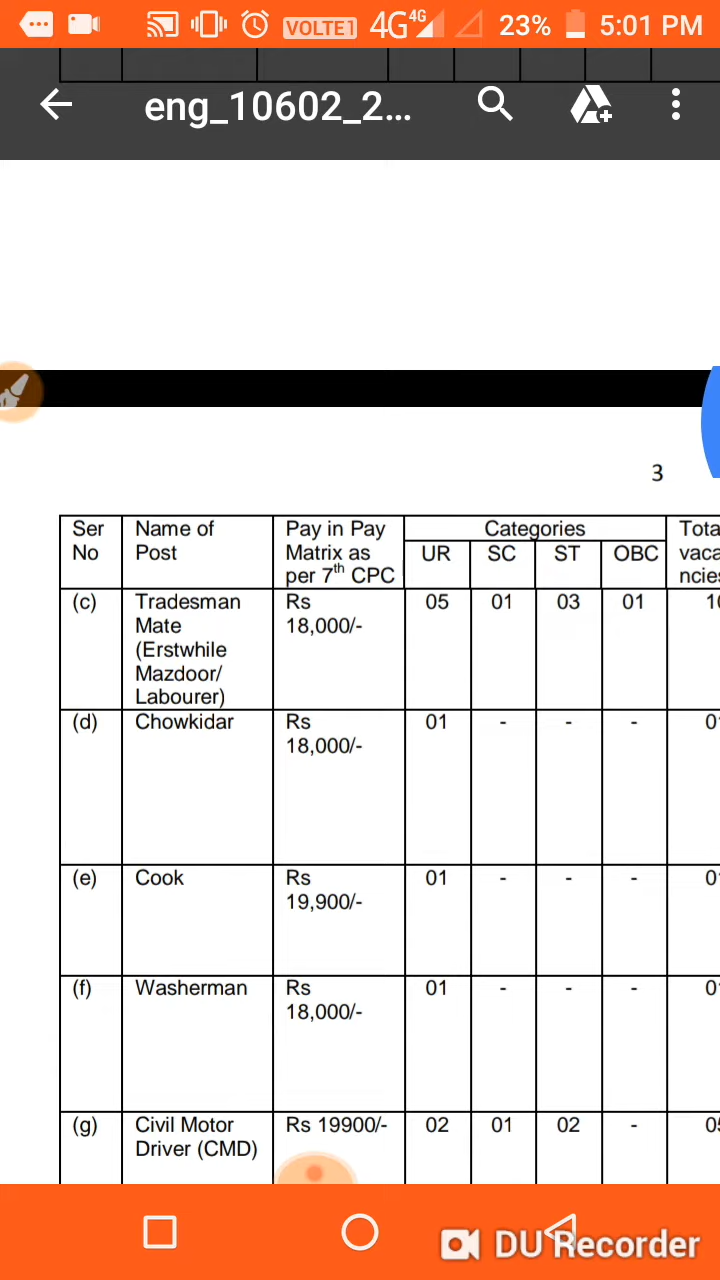 VOLTE1 4G 4G 23% 5:01 PM
eng_10602_2...
3
Ser No Name of Post Pay in Pay Matrix as per 7th CPC Categories UR SC ST OBC
(c) Tradesman Mate (Erstwhile Mazdoor/ Labourer) Rs 18,000/- 05 01 03 01
(d) Chowkidar Rs 18,000/- 01 - - -
(e) Cook Rs 19,900/- 01 - - -
(f) Washerman Rs 18,000/- 01 - - -
(g) Civil Motor Driver (CMD) Rs 19900/- 02 01 02 -
DU Recorder